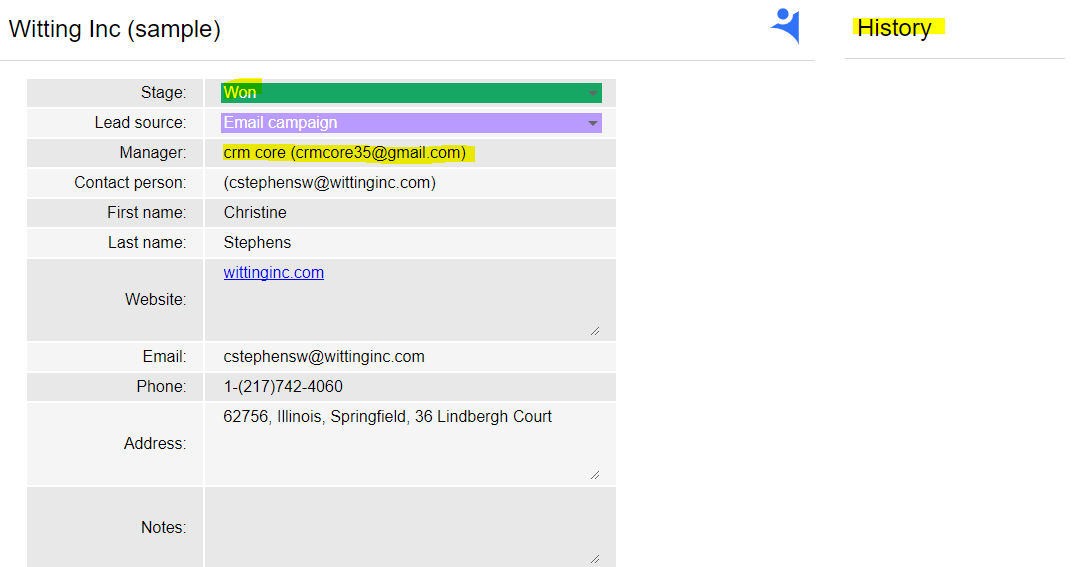 Witting Inc (sample)
History
Stage: Won
Lead source: Email campaign
Manager: crm core (crmcore35@gmail.com)
Contact person: (cstephensw@wittinginc.com)
First name: Christine
Last name: Stephens
Website: wittinginc.com
Email: cstephensw@wittinginc.com
Phone: 1-(217)742-4060
Address: 62756, Illinois, Springfield, 36 Lindbergh Court
Notes: